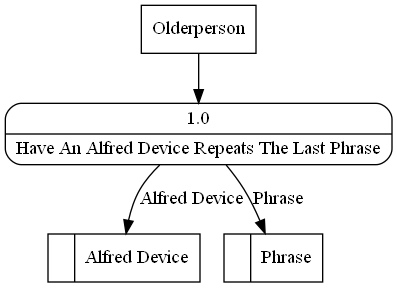 Olderperson
1.0
Have An Alfred Device Repeats The Last Phrase
Alfred Device
Phrase
Alfred Device
Phrase